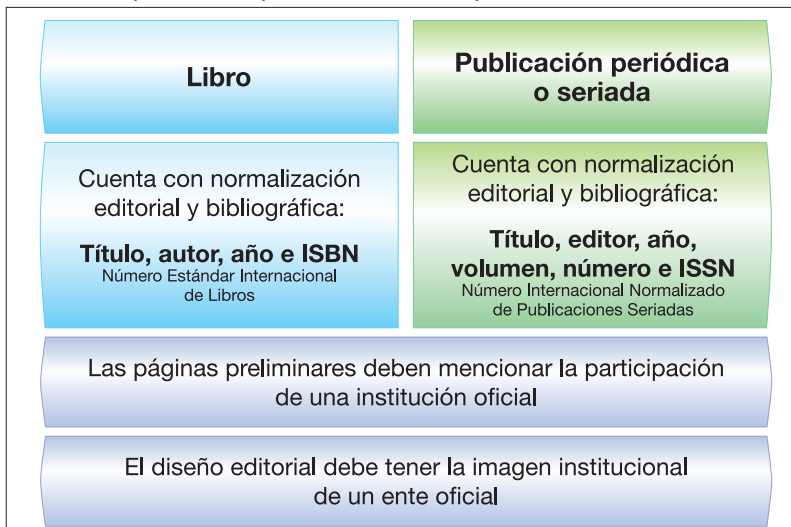 Libro
Publicación periódica
o seriada
Cuenta con normalización
editorial y bibliográfica:
Título, autor, año e ISBN
Número Estándar Internacional
de Libros
Cuenta con normalización
editorial y bibliográfica:
Título, editor, año,
volumen, número e ISSN
Número Internacional Normalizado
de Publicaciones Seriadas
Las páginas preliminares deben mencionar la participación
de una institución oficial
El diseño editorial debe tener la imagen institucional
de un ente oficial